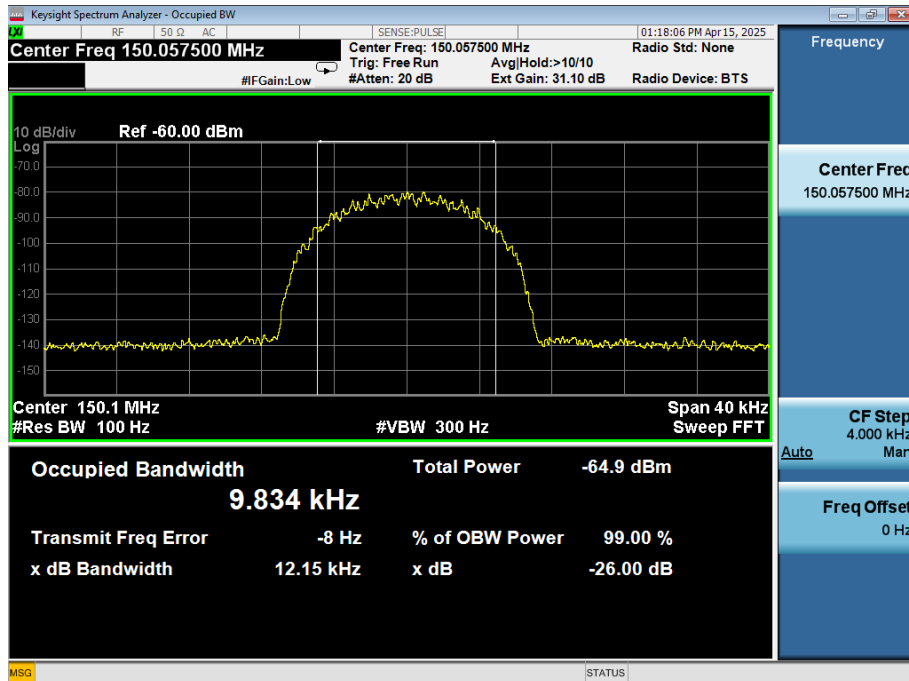 Keysight Spectrum Analyzer - Occupied BW
LXI RF 50 Ω AC SENSE:PULSE 01:18:06 PM Apr 15, 2025
Center Freq 150.057500 MHz
Center Freq: 150.057500 MHz Radio Std: None
Trig: Free Run Avg|Hold:>10/10
#IFGain:Low #Atten: 20 dB Ext Gain: 31.10 dB Radio Device: BTS
10 dB/div Ref -60.00 dBm
Log
-70.0
-80.0
-90.0
-100
-110
-120
-130
-140
-150
Center 150.1 MHz Span 40 kHz
#Res BW 100 Hz #VBW 300 Hz Sweep FFT
Occupied Bandwidth Total Power -64.9 dBm
9.834 kHz
Transmit Freq Error -8 Hz % of OBW Power 99.00 %
x dB Bandwidth 12.15 kHz x dB -26.00 dB
MSG STATUS
Frequency
Center Freq
150.057500 MHz
CF Step
4.000 kHz
Auto Man
Freq Offset
0 Hz